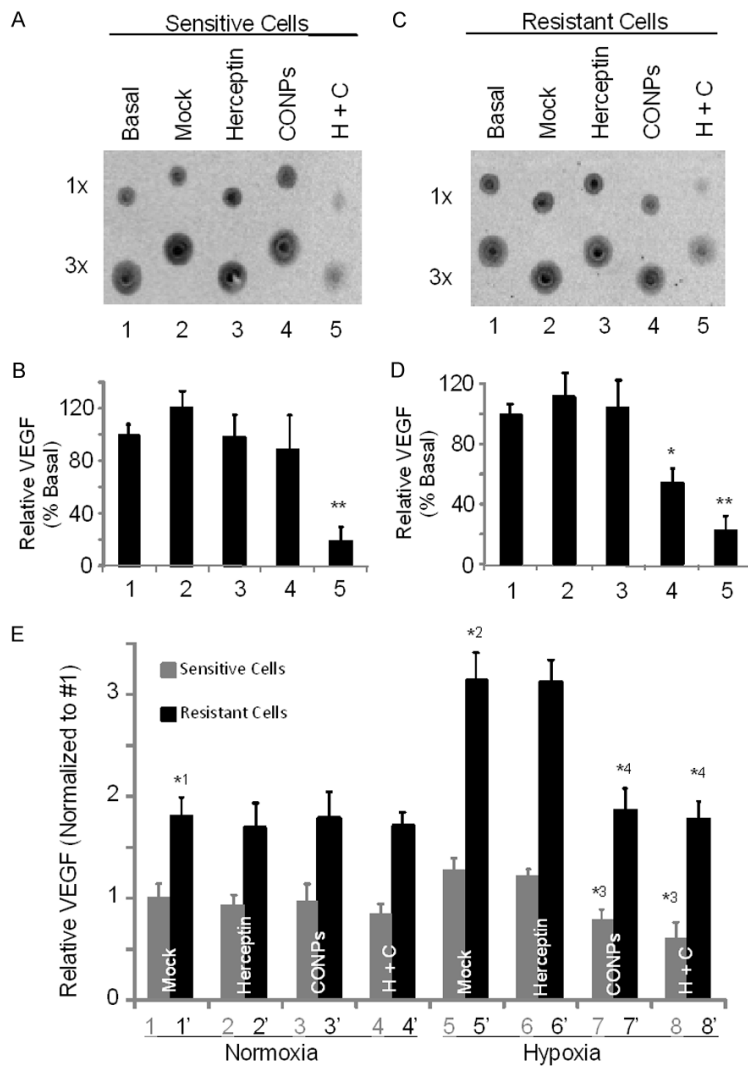 A
Sensitive Cells
Basal
Mock
Herceptin
CONPs
H + C
1x
3x
1 2 3 4 5
C
Resistant Cells
Basal
Mock
Herceptin
CONPs
H + C
1x
3x
1 2 3 4 5
B
Relative VEGF
(% Basal)
120
80
40
0
**
1 2 3 4 5
D
Relative VEGF
(% Basal)
120
80
40
0
*
**
1 2 3 4 5
E
Relative VEGF (Normalized to #1)
3
2
1
0
Sensitive Cells
Resistant Cells
*1
*2
*3
*4
*3
*4
Mock
Herceptin
CONPs
H + C
Mock
Herceptin
CONPs
H + C
1 1' 2 2' 3 3' 4 4' 5 5' 6 6' 7 7' 8 8'
Normoxia
Hypoxia